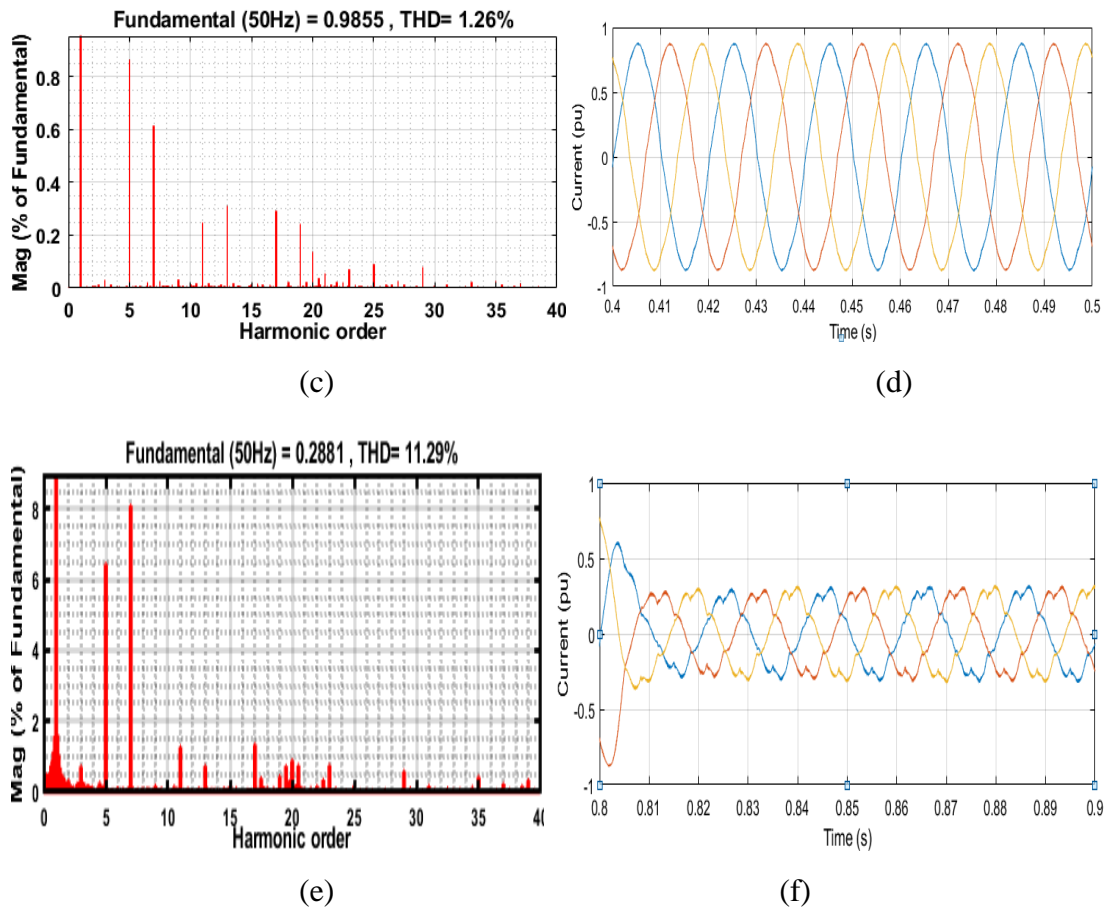 Fundamental (50Hz) = 0.9855 , THD= 1.26%
Mag (% of Fundamental)
0.8
0.6
0.4
0.2
0
0 5 10 15 20 25 30 35 40
Harmonic order
(c)
Current (pu)
1
0.5
0
-0.5
-1
0.4 0.41 0.42 0.43 0.44 0.45 0.46 0.47 0.48 0.49 0.5
Time (s)
(d)
Fundamental (50Hz) = 0.2881 , THD= 11.29%
Mag (% of Fundamental)
8
6
4
2
0
0 5 10 15 20 25 30 35 40
Harmonic order
(e)
Current (pu)
1
0.5
0
-0.5
-1
0.8 0.81 0.82 0.83 0.84 0.85 0.86 0.87 0.88 0.89 0.9
Time (s)
(f)